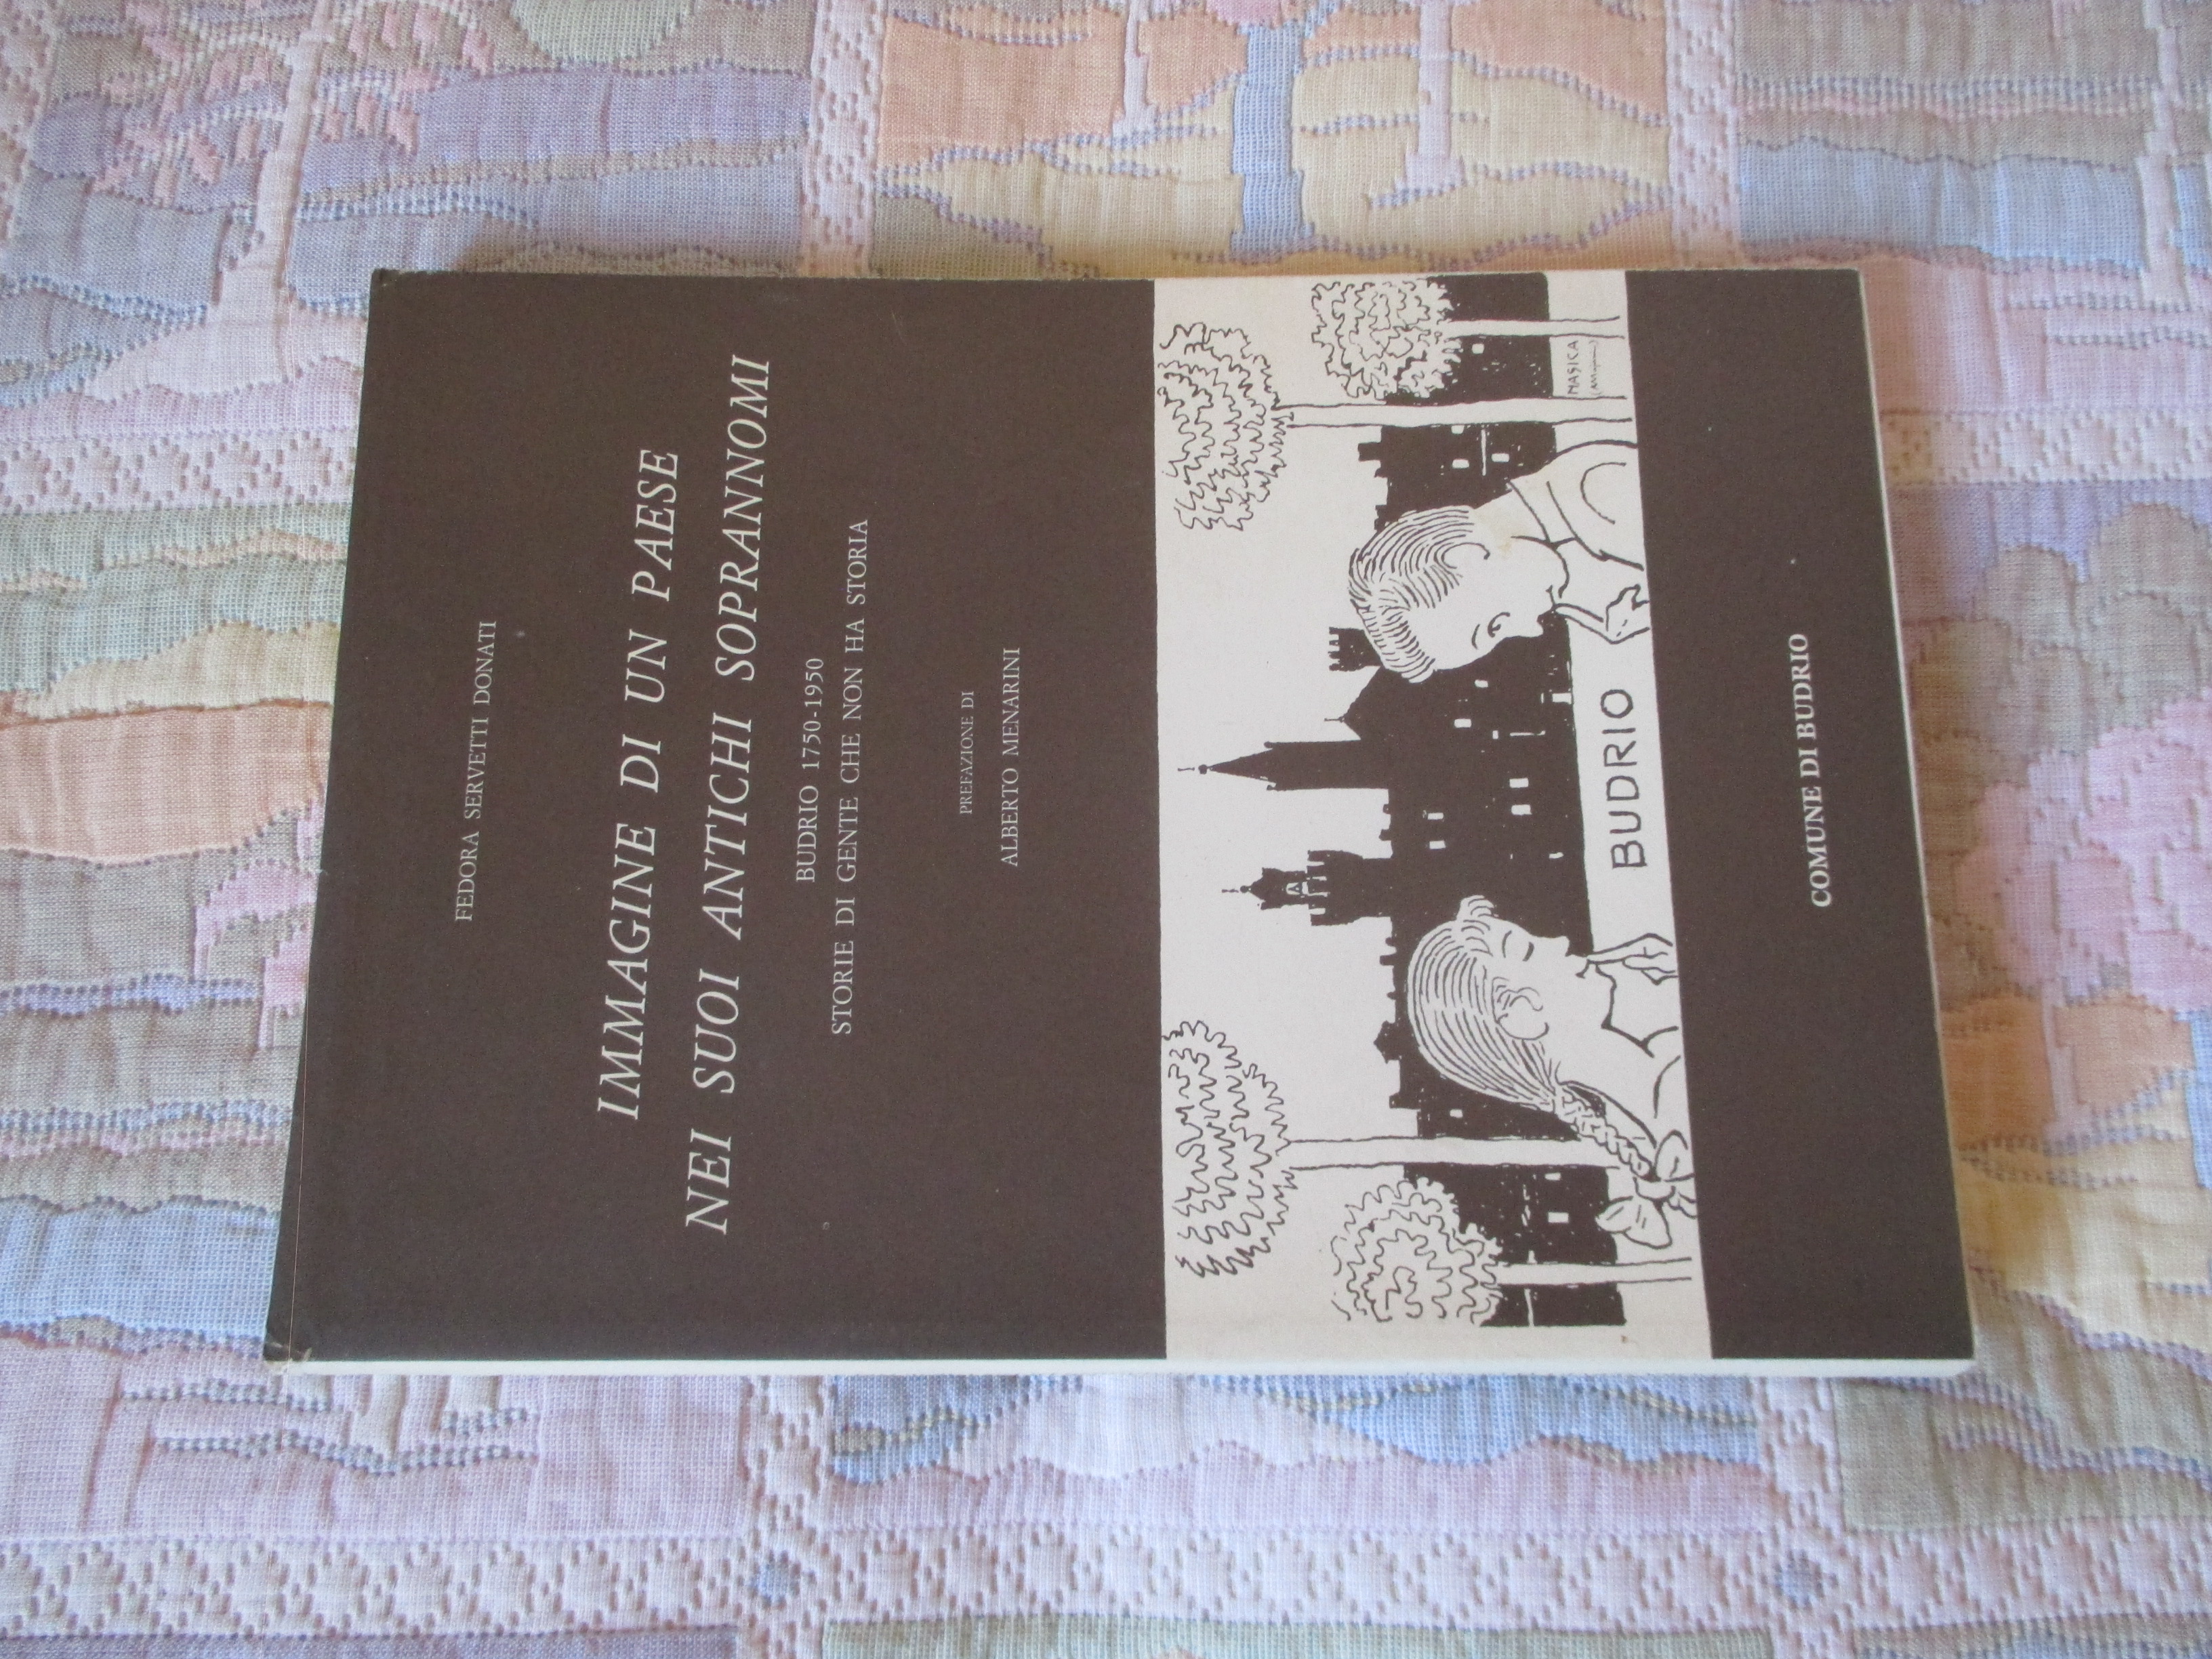 FEDORA SERVETTI DONATI
IMMAGINE DI UN PAESE
NEI SUOI ANTICHI SOPRANNOMI
BUDRIO 1750-1950
STORIE DI GENTE CHE NON HA STORIA
PREFAZIONE DI
ALBERTO MENARINI
MASICA
BUDRIO
COMUNE DI BUDRIO